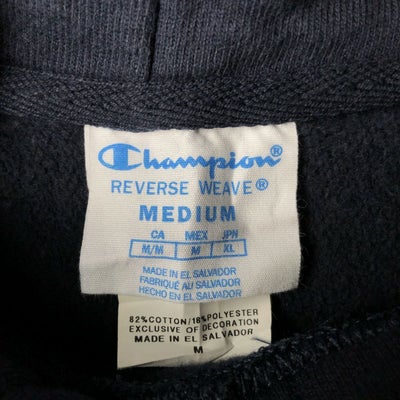 Champion®
REVERSE WEAVE®
MEDIUM
CA MEX JPN
M/M M XL
MADE IN EL SALVADOR
FABRIQUÉ AU SALVADOR
HECHO EN EL SALVADOR
82%COTTON/18%POLYESTER
EXCLUSIVE OF DECORATION
MADE IN EL SALVADOR
M